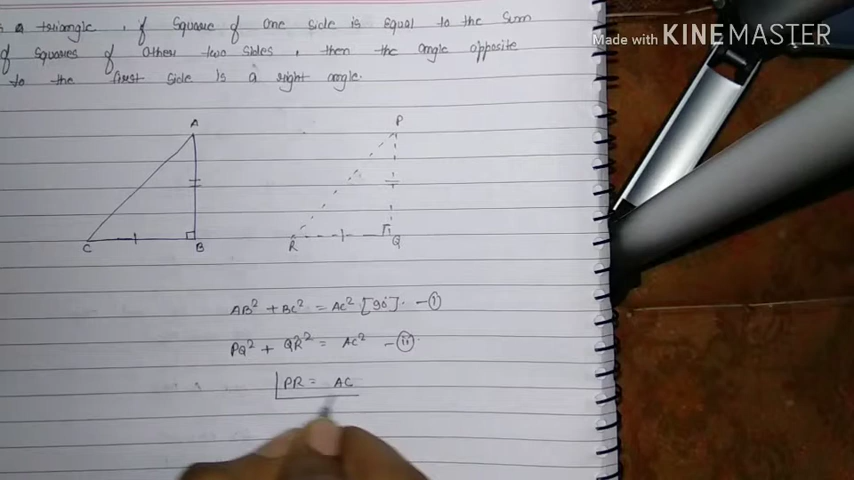 a triangle , if square of one side is equal to the sum
of squares of other two sides , then the angle opposite
to the first side is a right angle.
Made with KINEMASTER
A
P
C
B
R
Q
AB² + BC² = AC² [90°]. - (i)
PQ² + QR² = AC² - (ii)
PR = AC